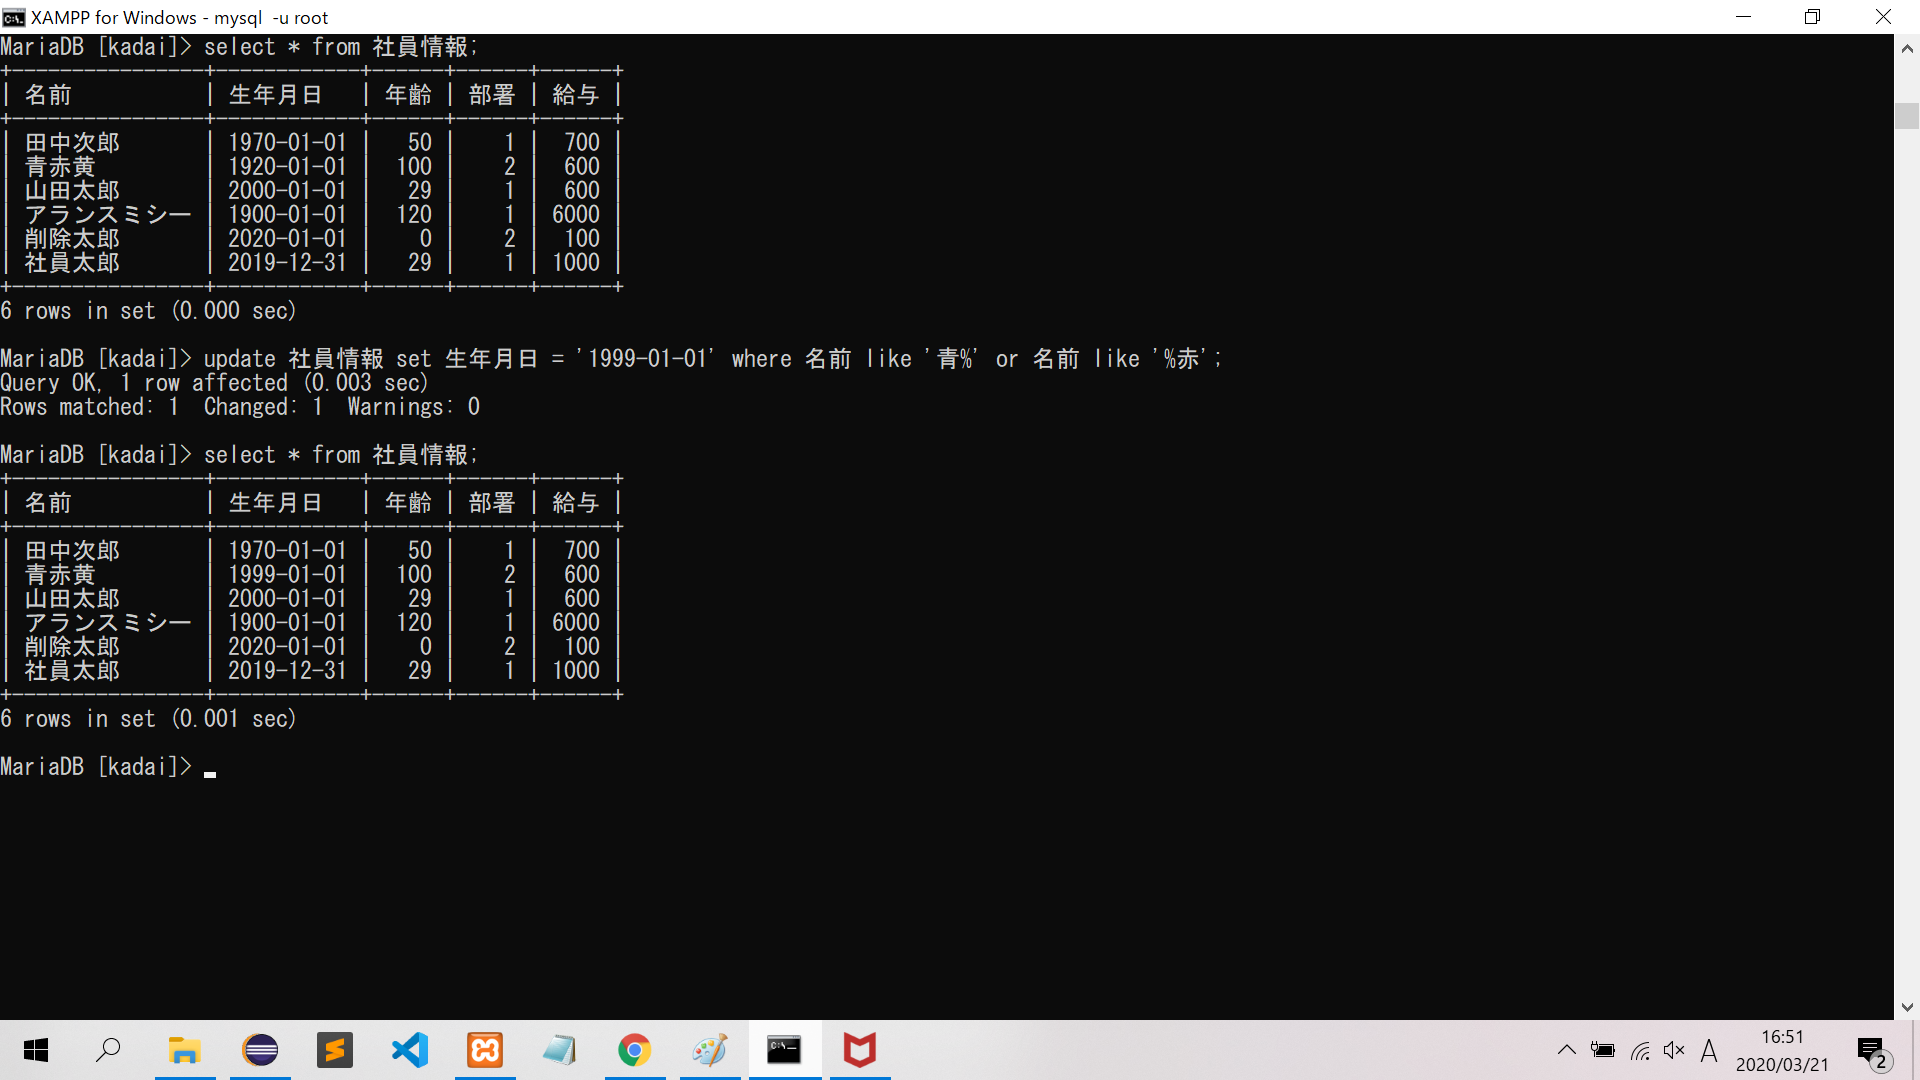 XAMPP for Windows - mysql  -u root
MariaDB [kadai]> select * from 社員情報;
+----------------+------------+------+------+------+
| 名前           | 生年月日   | 年齢 | 部署 | 給与 |
+----------------+------------+------+------+------+
| 田中次郎       | 1970-01-01 |   50 |    1 |  700 |
| 青赤黄         | 1920-01-01 |  100 |    2 |  600 |
| 山田太郎       | 2000-01-01 |   29 |    1 |  600 |
| アランスミシー | 1900-01-01 |  120 |    1 | 6000 |
| 削除太郎       | 2020-01-01 |    0 |    2 |  100 |
| 社員太郎       | 2019-12-31 |   29 |    1 | 1000 |
+----------------+------------+------+------+------+
6 rows in set (0.000 sec)
MariaDB [kadai]> update 社員情報 set 生年月日 = '1999-01-01' where 名前 like '青%' or 名前 like '%赤';
Query OK, 1 row affected (0.003 sec)
Rows matched: 1  Changed: 1  Warnings: 0
MariaDB [kadai]> select * from 社員情報;
+----------------+------------+------+------+------+
| 名前           | 生年月日   | 年齢 | 部署 | 給与 |
+----------------+------------+------+------+------+
| 田中次郎       | 1970-01-01 |   50 |    1 |  700 |
| 青赤黄         | 1999-01-01 |  100 |    2 |  600 |
| 山田太郎       | 2000-01-01 |   29 |    1 |  600 |
| アランスミシー | 1900-01-01 |  120 |    1 | 6000 |
| 削除太郎       | 2020-01-01 |    0 |    2 |  100 |
| 社員太郎       | 2019-12-31 |   29 |    1 | 1000 |
+----------------+------------+------+------+------+
6 rows in set (0.001 sec)
MariaDB [kadai]> _
A
16:51
2020/03/21
2